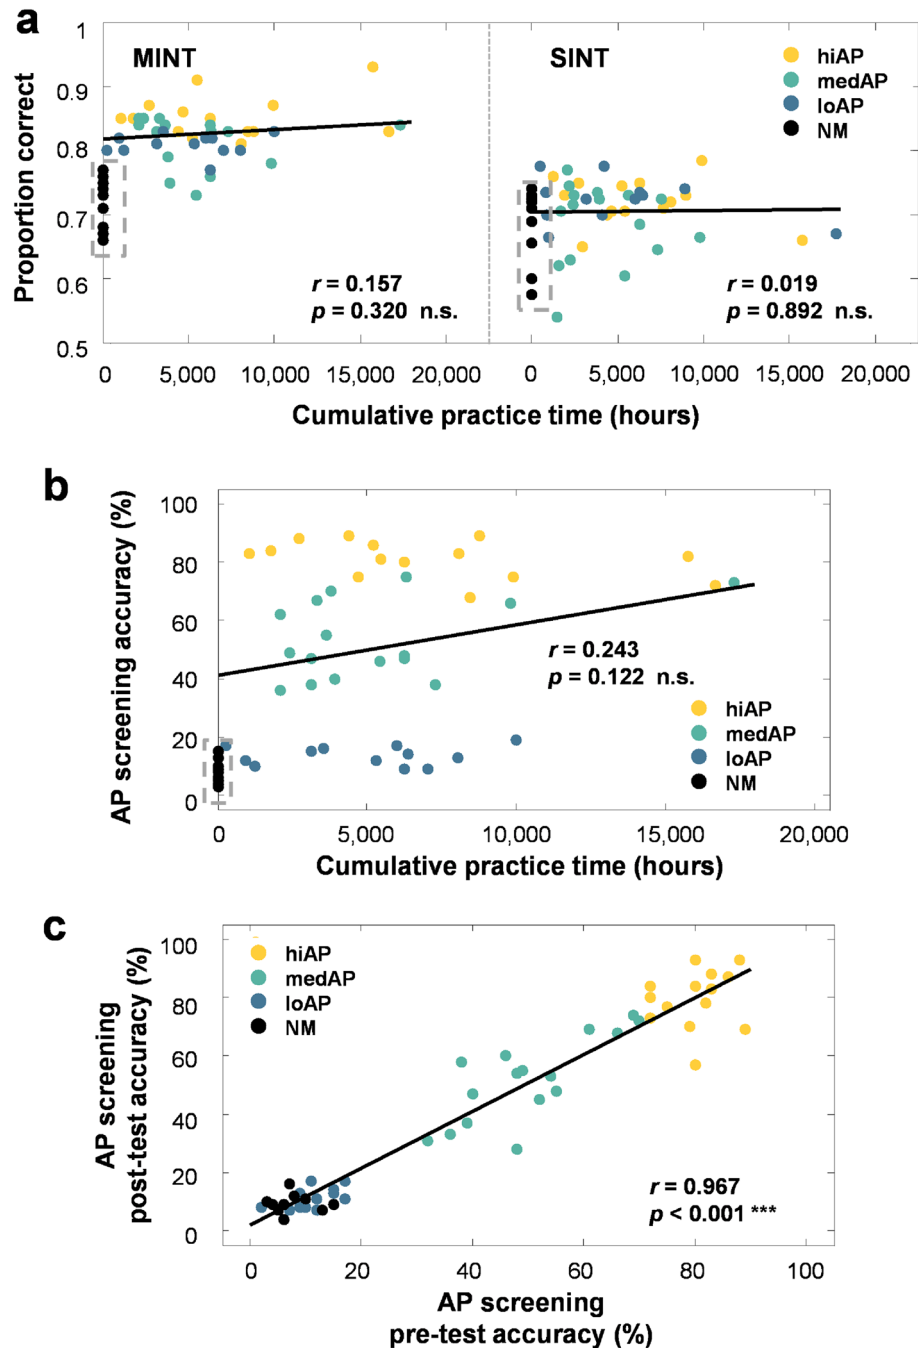 a
MINT
SINT
hiAP
medAP
loAP
NM
Proportion correct
1
0.9
0.8
0.7
0.6
0.5
r = 0.157
p = 0.320 n.s.
r = 0.019
p = 0.892 n.s.
0 5,000 10,000 15,000 20,000
0 5,000 10,000 15,000 20,000
Cumulative practice time (hours)
b
AP screening accuracy (%)
100
80
60
40
20
0
r = 0.243
p = 0.122 n.s.
hiAP
medAP
loAP
NM
0 5,000 10,000 15,000 20,000
Cumulative practice time (hours)
c
AP screening
post-test accuracy (%)
100
80
60
40
20
0
hiAP
medAP
loAP
NM
r = 0.967
p < 0.001 ***
0 20 40 60 80 100
AP screening
pre-test accuracy (%)